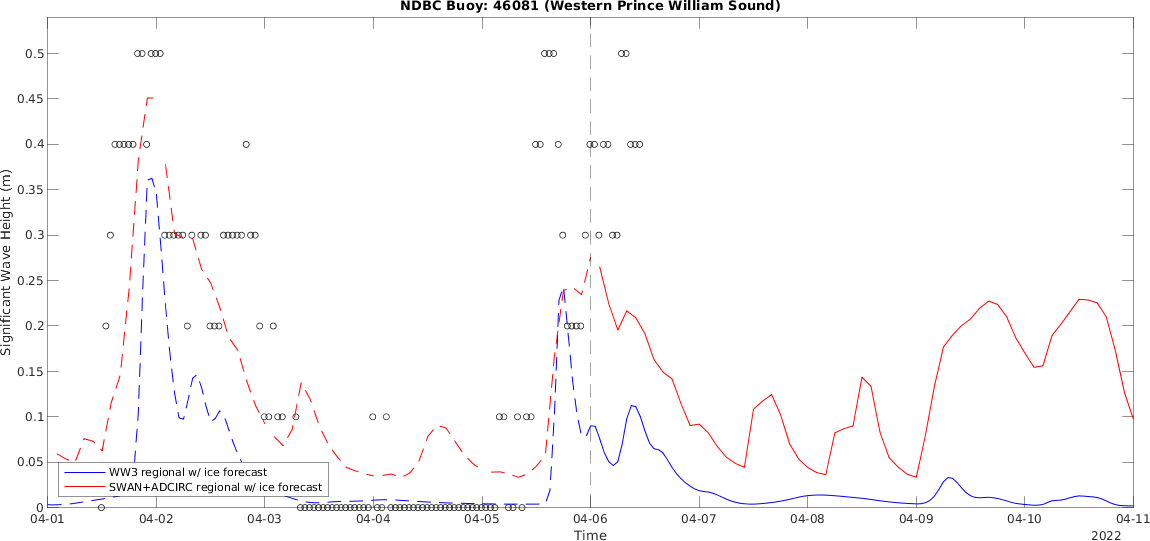 NDBC Buoy: 46081 (Western Prince William Sound)
Significant Wave Height (m)
0.5
0.45
0.4
0.35
0.3
0.25
0.2
0.15
0.1
0.05
0
WW3 regional w/ ice forecast
SWAN+ADCIRC regional w/ ice forecast
04-01 04-02 04-03 04-04 04-05 04-06 04-07 04-08 04-09 04-10 04-11
Time
2022